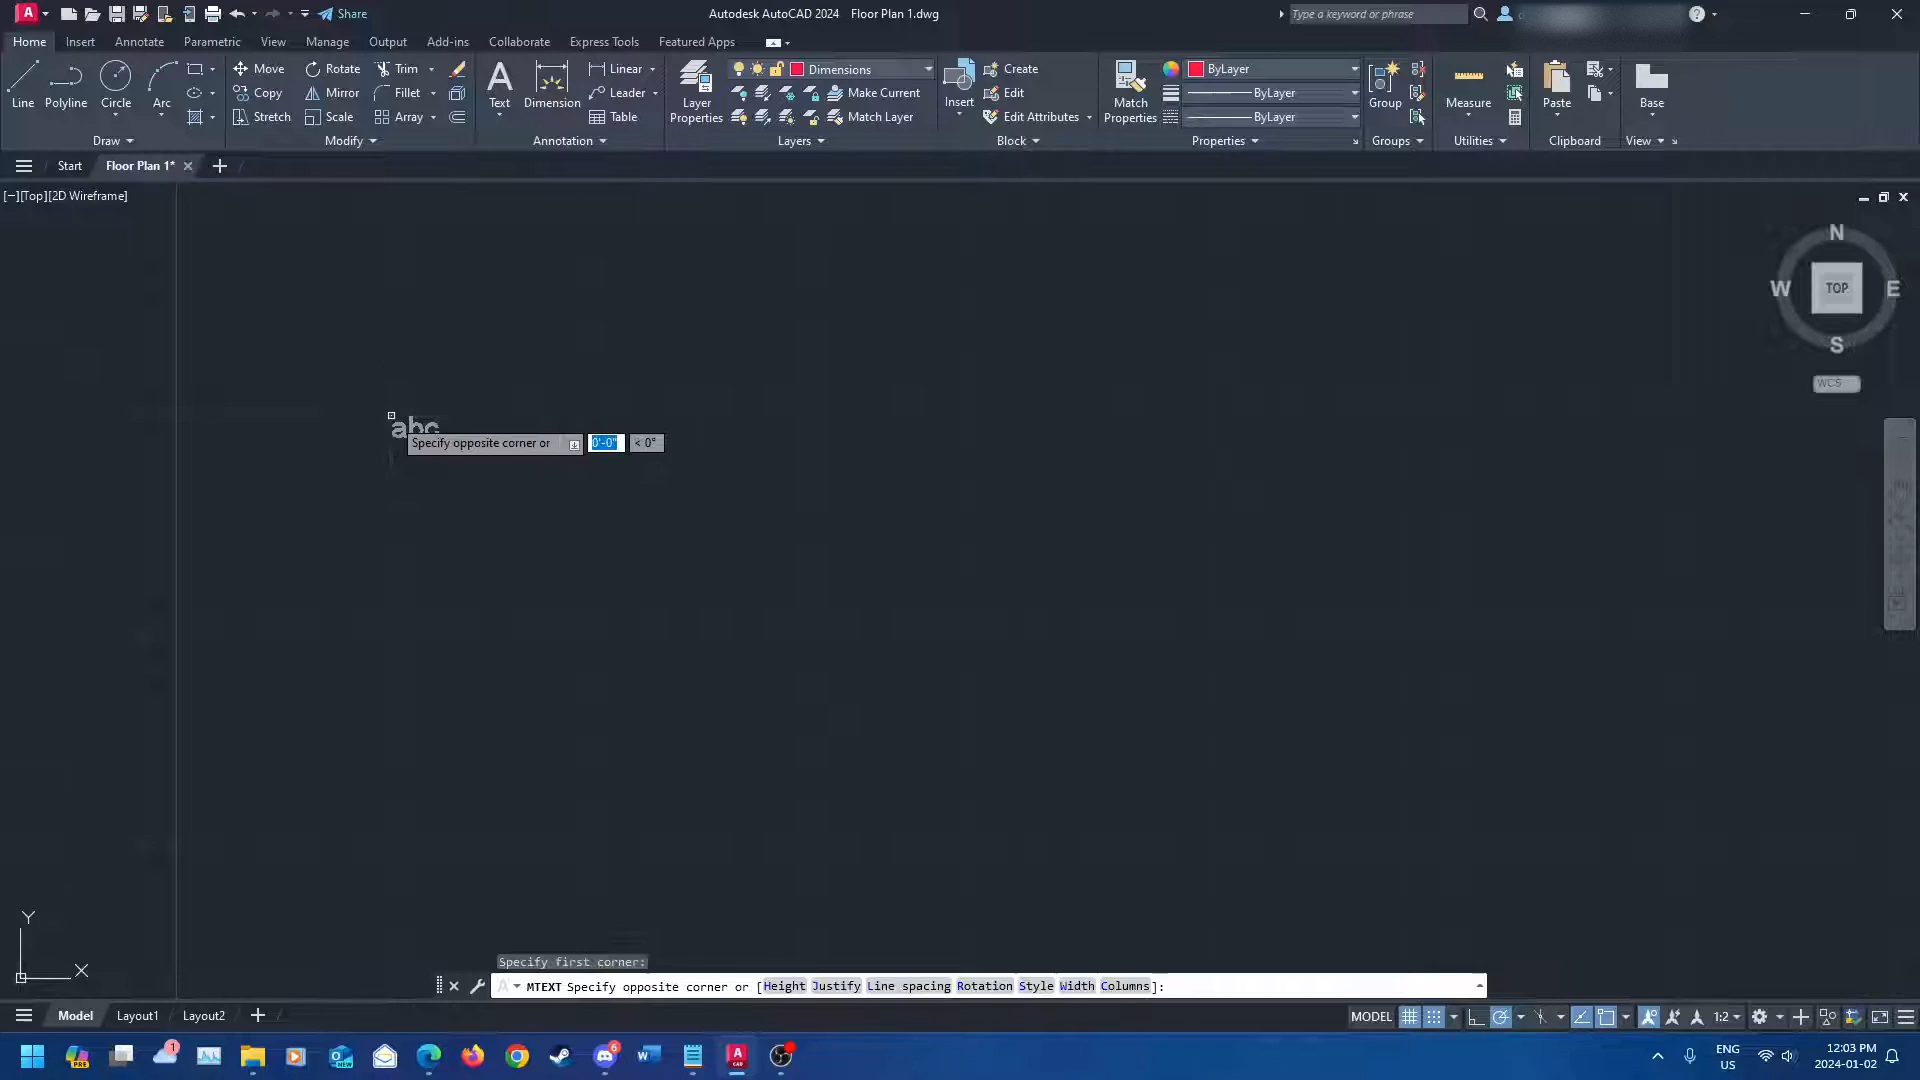 Share
Autodesk AutoCAD 2024 Floor Plan 1.dwg
Type a keyword or phrase
Home Insert Annotate Parametric View Manage Output Add-ins Collaborate Express Tools Featured Apps
Line Polyline Circle Arc
Move Rotate Trim
Copy Mirror Fillet
Stretch Scale Array
Text Dimension
Linear
Leader
Table
Layer Properties
Dimensions
Make Current
Match Layer
Insert
Create
Edit
Edit Attributes
Match Properties
ByLayer
ByLayer
ByLayer
Group
Measure
Paste
Base
Draw Modify Annotation Layers Block Properties Groups Utilities Clipboard View
Start Floor Plan 1*
[−][Top][2D Wireframe]
N
W TOP E
S
WCS
abc
Specify opposite corner or 0'-0" < 0°
Y
X
Specify first corner:
MTEXT Specify opposite corner or [Height Justify Line spacing Rotation Style Width Columns]:
Model Layout1 Layout2
MODEL 1:2
PRE
1
NEW
6
W
A
CAD
ENG
US
12:03 PM
2024-01-02